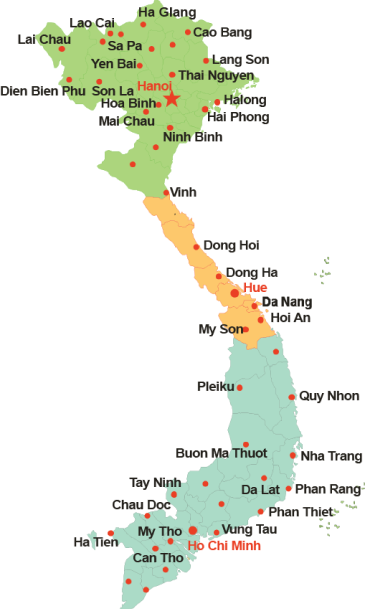 Ha Glang
Lao Cai
Cao Bang
Lai Chau
Sa Pa
Lang Son
Yen Bai
Thai Nguyen
Hanoi
Dien Bien Phu
Son La
Hoa Binh
Halong
Hai Phong
Mai Chau
Ninh Binh
Vinh
Dong Hoi
Dong Ha
Hue
Da Nang
Hoi An
My Son
Pleiku
Quy Nhon
Buon Ma Thuot
Nha Trang
Tay Ninh
Da Lat
Phan Rang
Chau Doc
Phan Thiet
My Tho
Vung Tau
Ha Tien
Ho Chi Minh
Can Tho